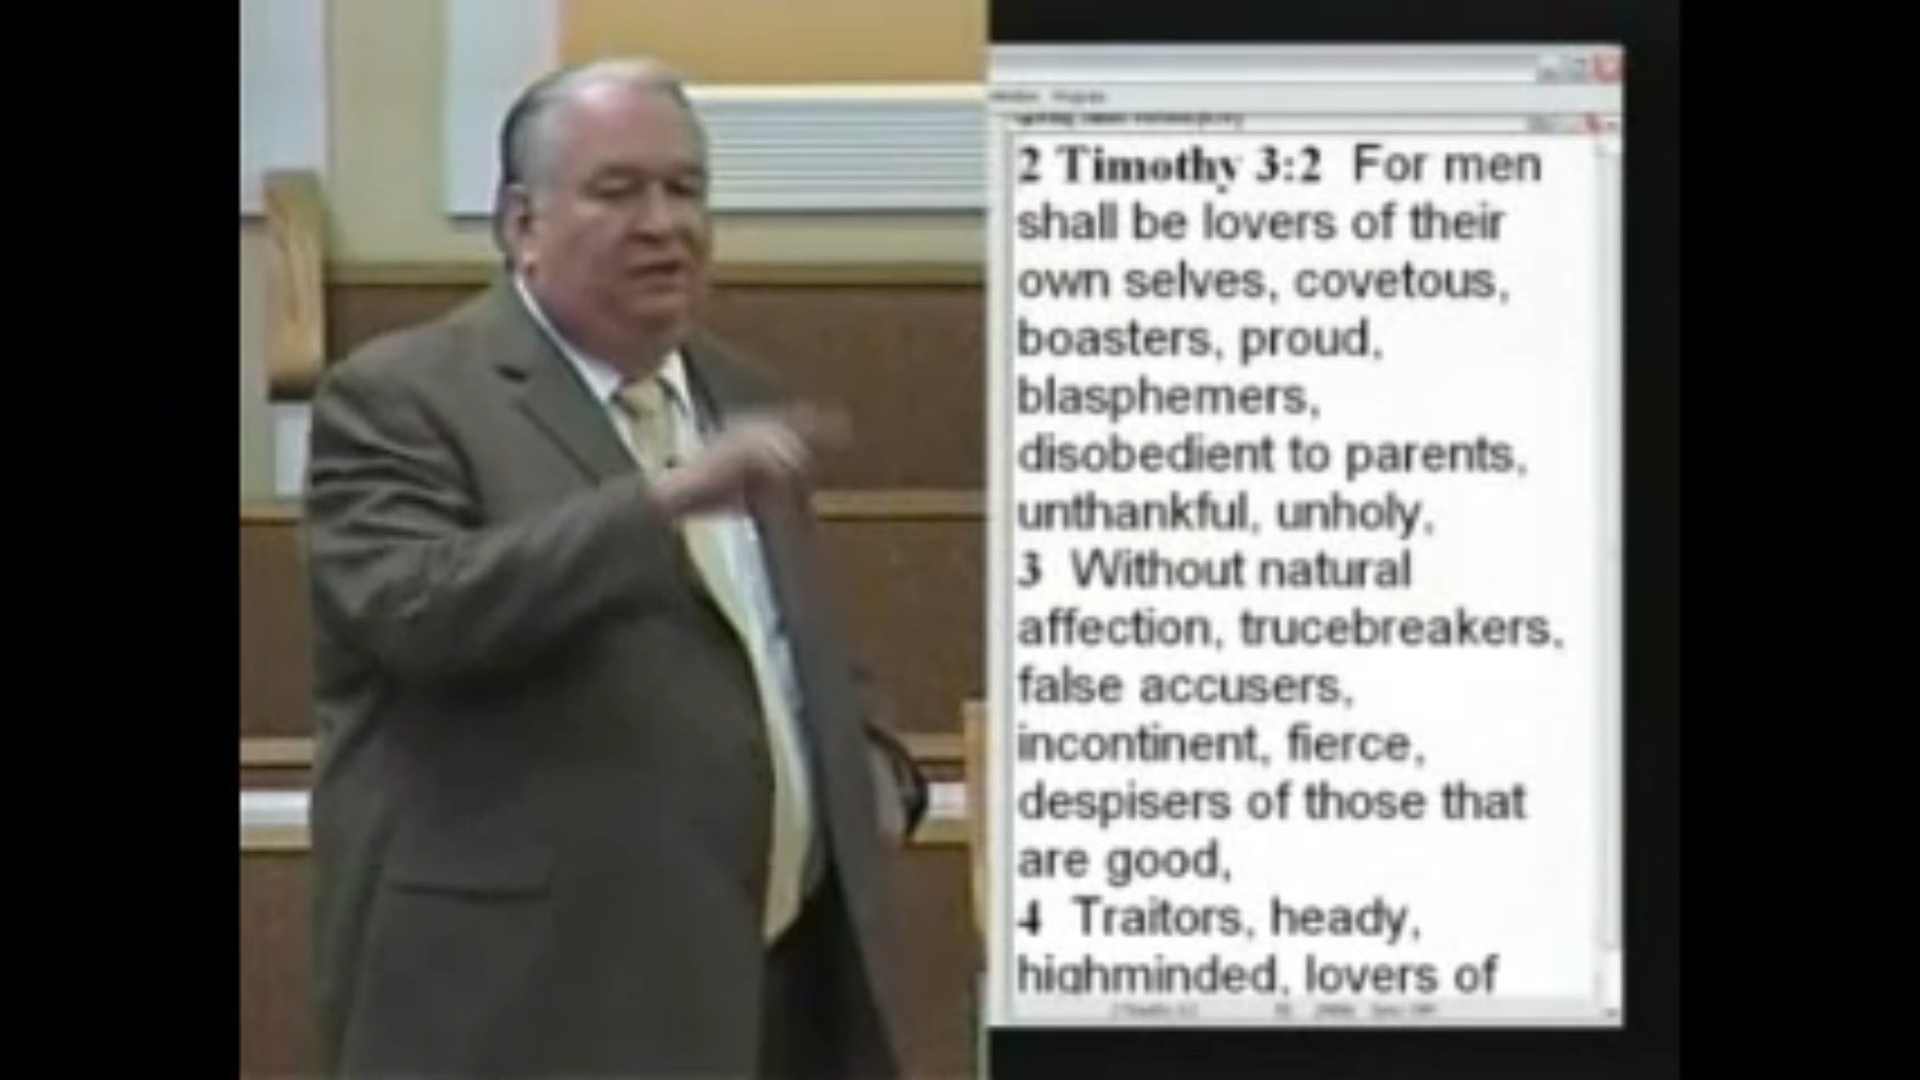 2 Timothy 3:2 For men
shall be lovers of their
own selves, covetous,
boasters, proud,
blasphemers,
disobedient to parents,
unthankful, unholy,
3 Without natural
affection, trucebreakers,
false accusers,
incontinent, fierce,
despisers of those that
are good,
4 Traitors, heady,
highminded, lovers of